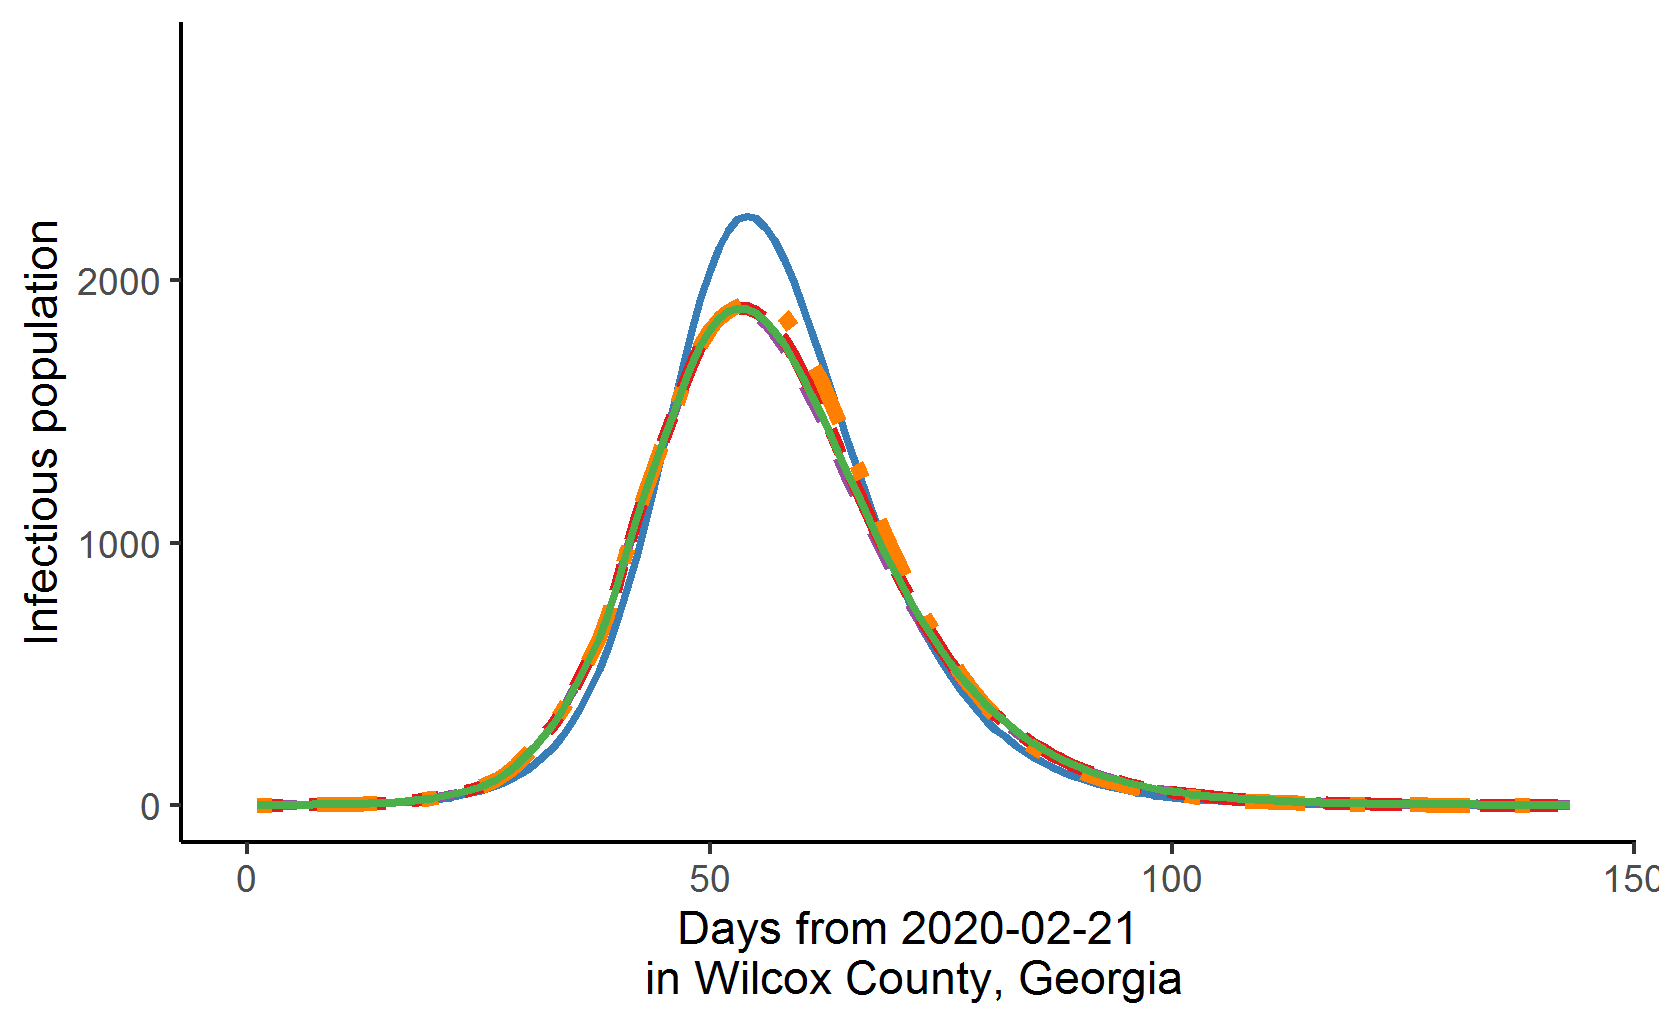 Infectious population
2000
1000
0
0
50
100
150
Days from 2020-02-21
in Wilcox County, Georgia